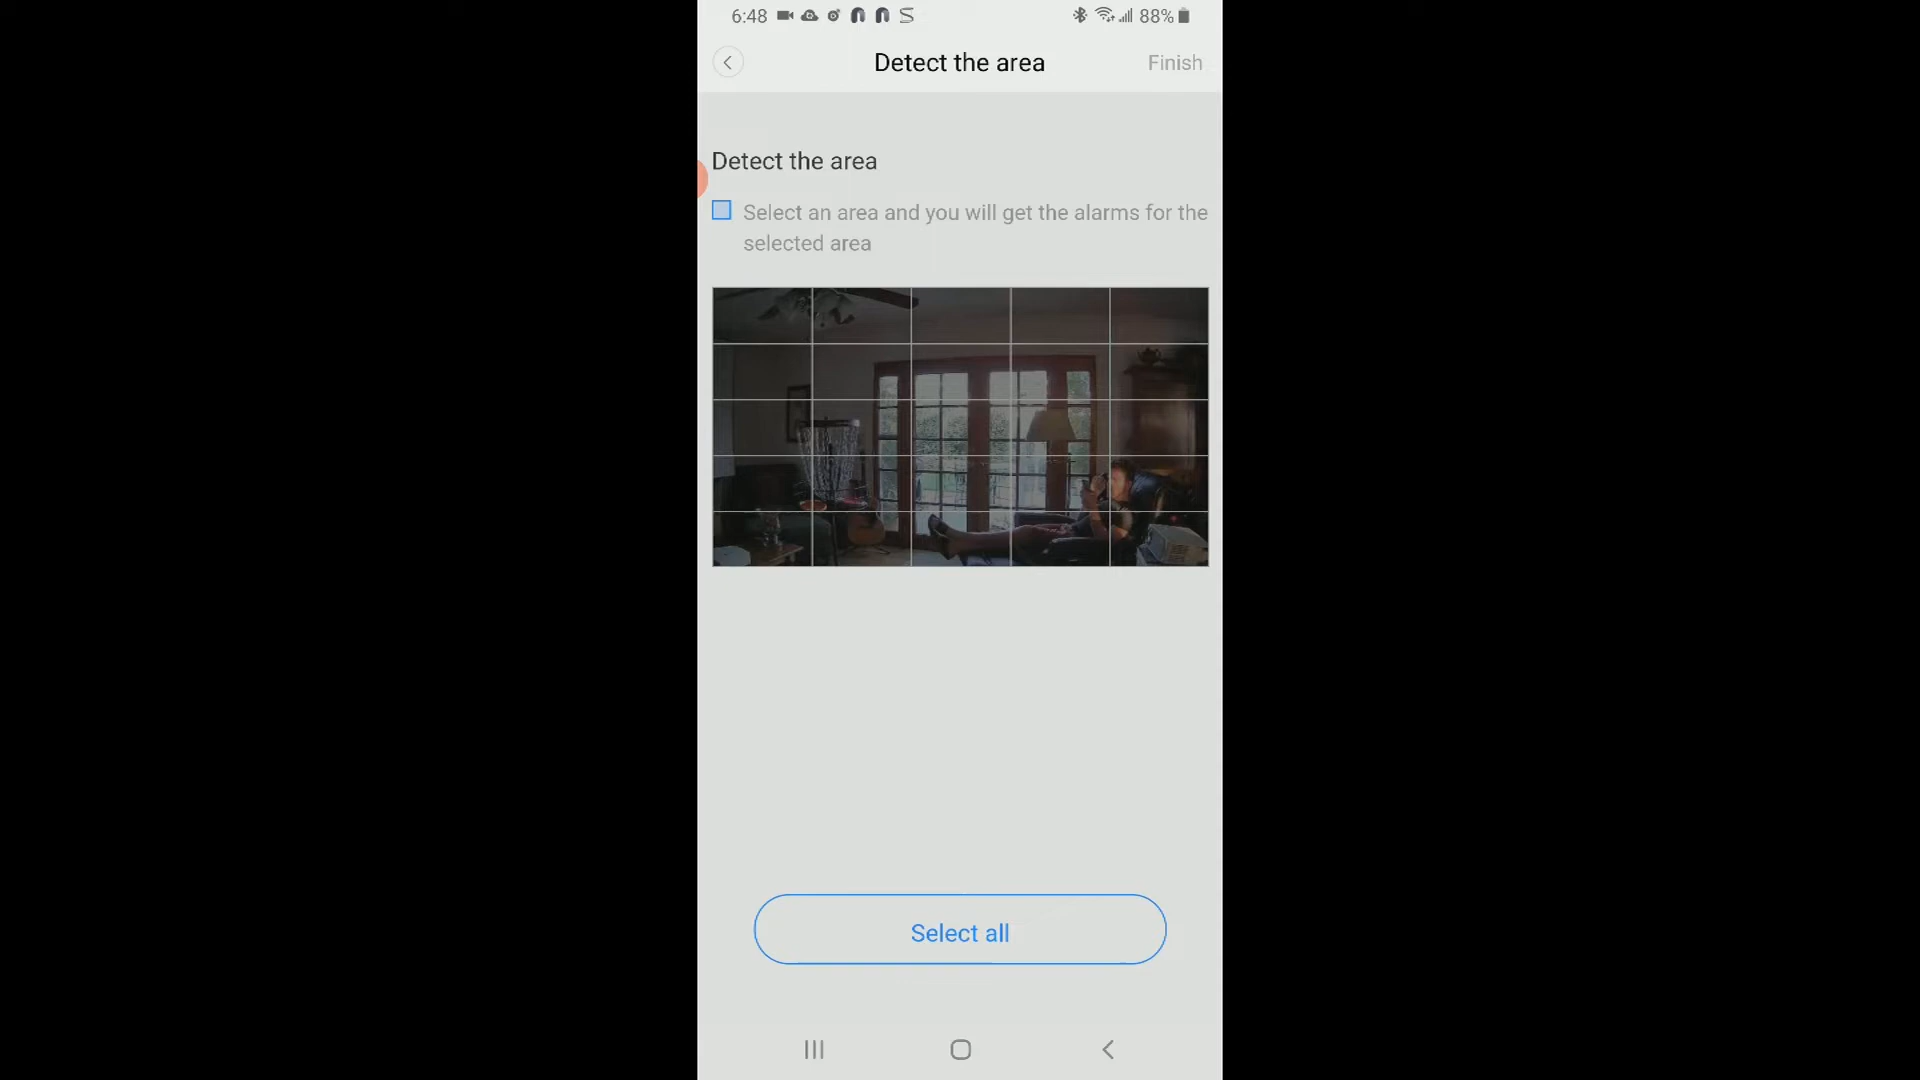 6:48
88%
Detect the area
Finish
Detect the area
Select an area and you will get the alarms for the
selected area
Select all